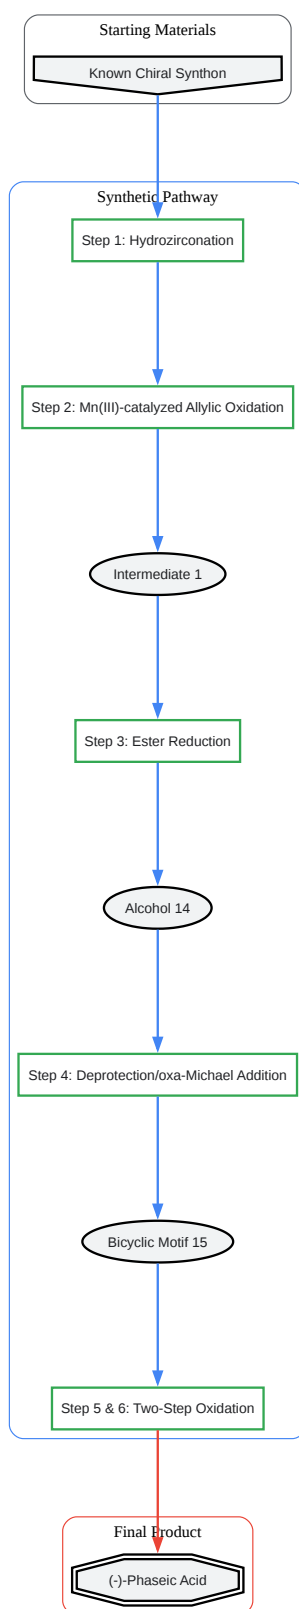 Starting Materials
Known Chiral Synthon
Synthetic Pathway
Step 1: Hydrozirconation
Step 2: Mn(III)-catalyzed Allylic Oxidation
Intermediate 1
Step 3: Ester Reduction
Alcohol 14
Step 4: Deprotection/oxa-Michael Addition
Bicyclic Motif 15
Step 5 & 6: Two-Step Oxidation
Final Product
(-)-Phaseic Acid